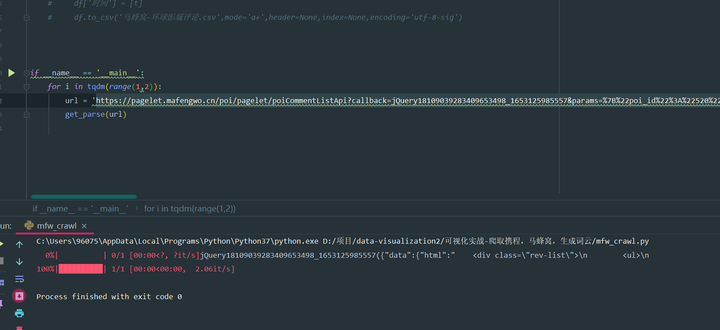 #     df['时间'] = [t]
#     df.to_csv('马蜂窝-环球影城评论.csv',mode='a+',header=None,index=None,encoding='utf-8-sig')
if __name__ == '__main__':
for i in tqdm(range(1,2)):
url = 'https://pagelet.mafengwo.cn/poi/pagelet/poiCommentListApi?callback=jQuery18109039283409653498_1653125985557&params=%7B%22poi_id%22%3A%22520%22
get_parse(url)
if __name__ == '__main__' › for i in tqdm(range(1,2))
un: mfw_crawl ×
C:\Users\96075\AppData\Local\Programs\Python\Python37\python.exe D:/项目/data-visualization2/可视化实战-爬取携程，马蜂窝，生成词云/mfw_crawl.py
0%|          | 0/1 [00:00<?, ?it/s]jQuery18109039283409653498_1653125985557({"data":{"html":"    <div class=\"rev-list\">\n        <ul>\n
100%|██████████| 1/1 [00:00<00:00,  2.06it/s]
Process finished with exit code 0